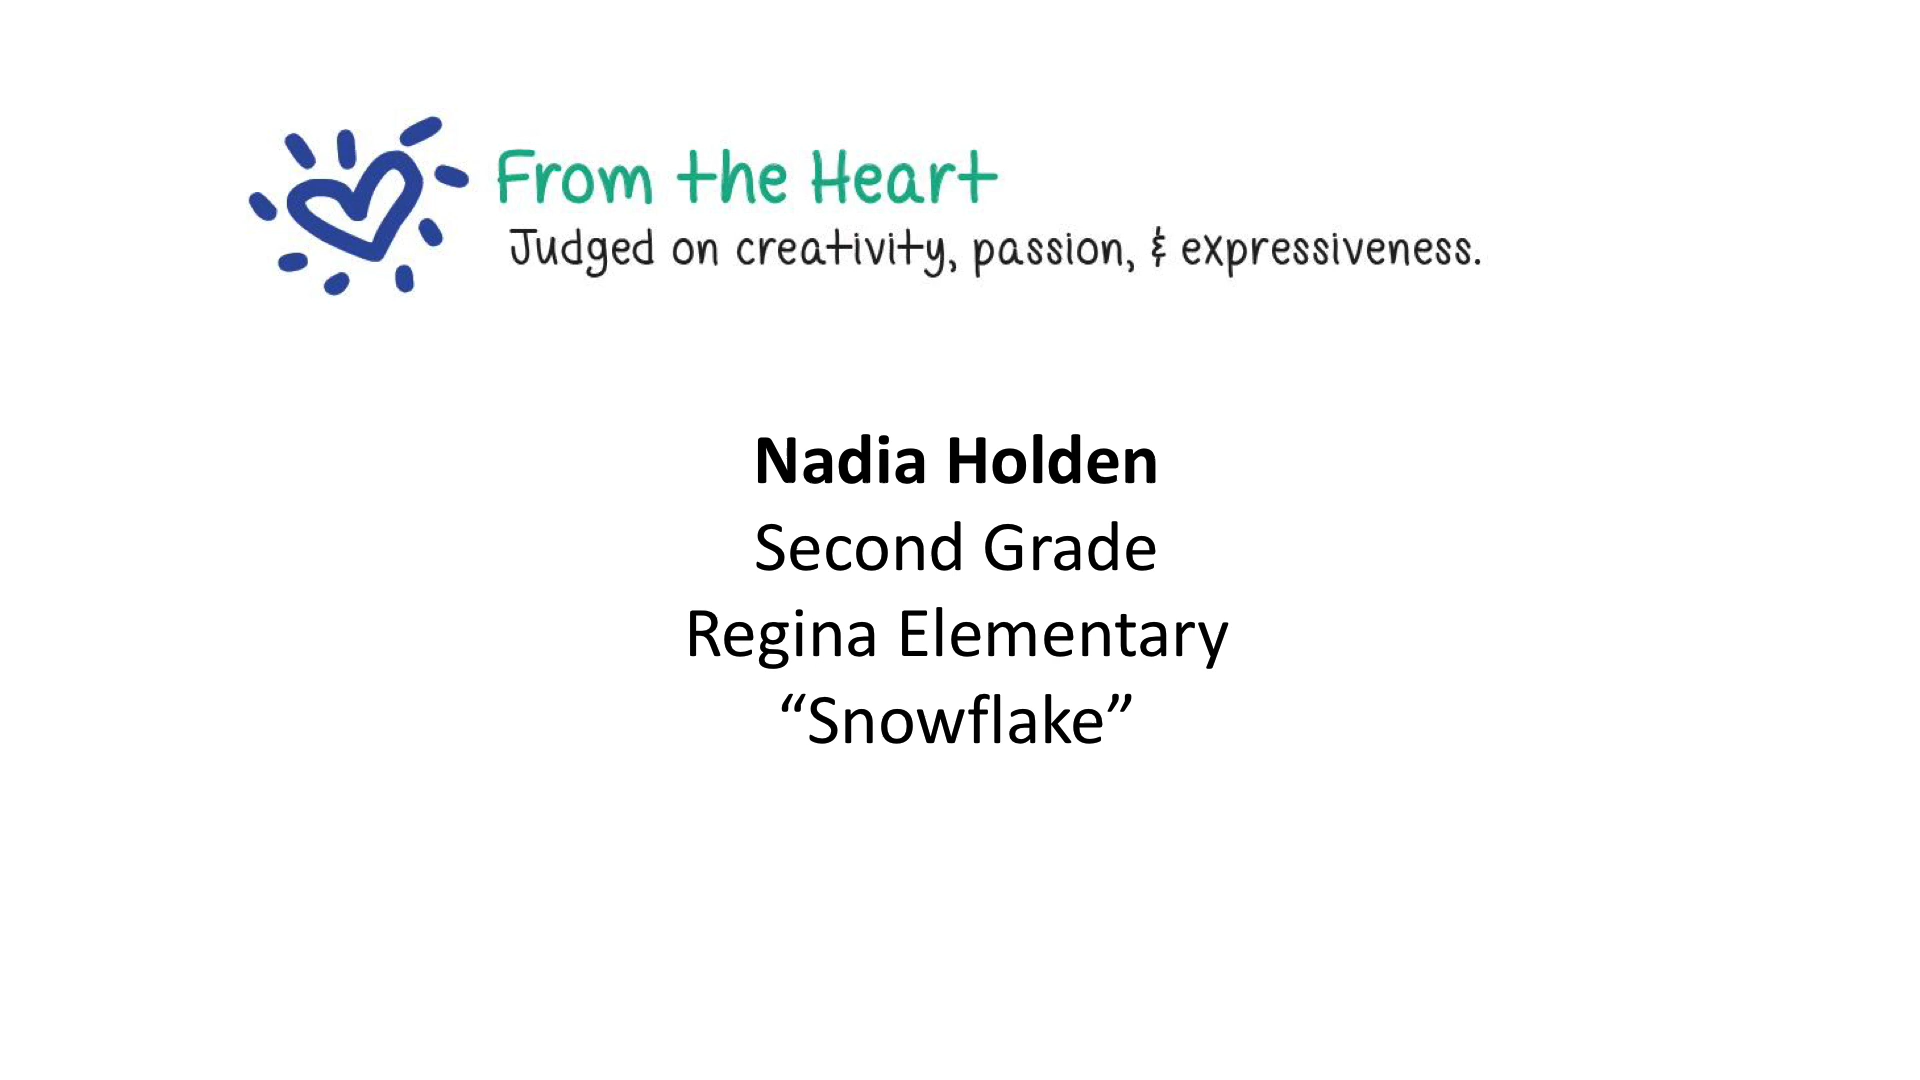 From the Heart
Judged on creativity, passion, & expressiveness.
Nadia Holden
Second Grade
Regina Elementary
“Snowflake”